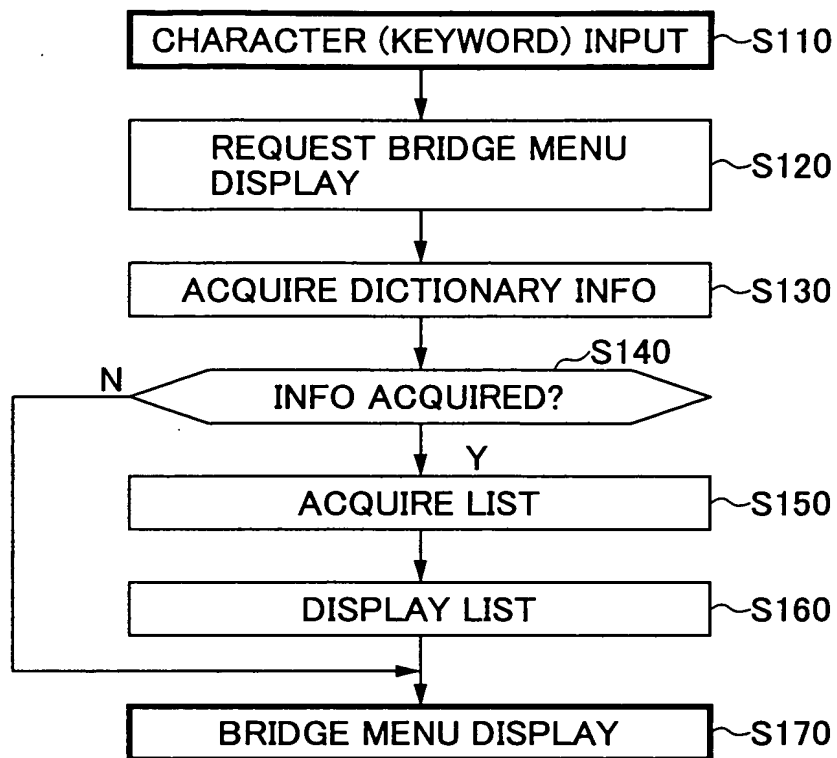 CHARACTER (KEYWORD) INPUT ~S110
REQUEST BRIDGE MENU
DISPLAY
~S120
ACQUIRE DICTIONARY INFO ~S130
S140
N
INFO ACQUIRED?
Y
ACQUIRE LIST ~S150
DISPLAY LIST ~S160
BRIDGE MENU DISPLAY ~S170